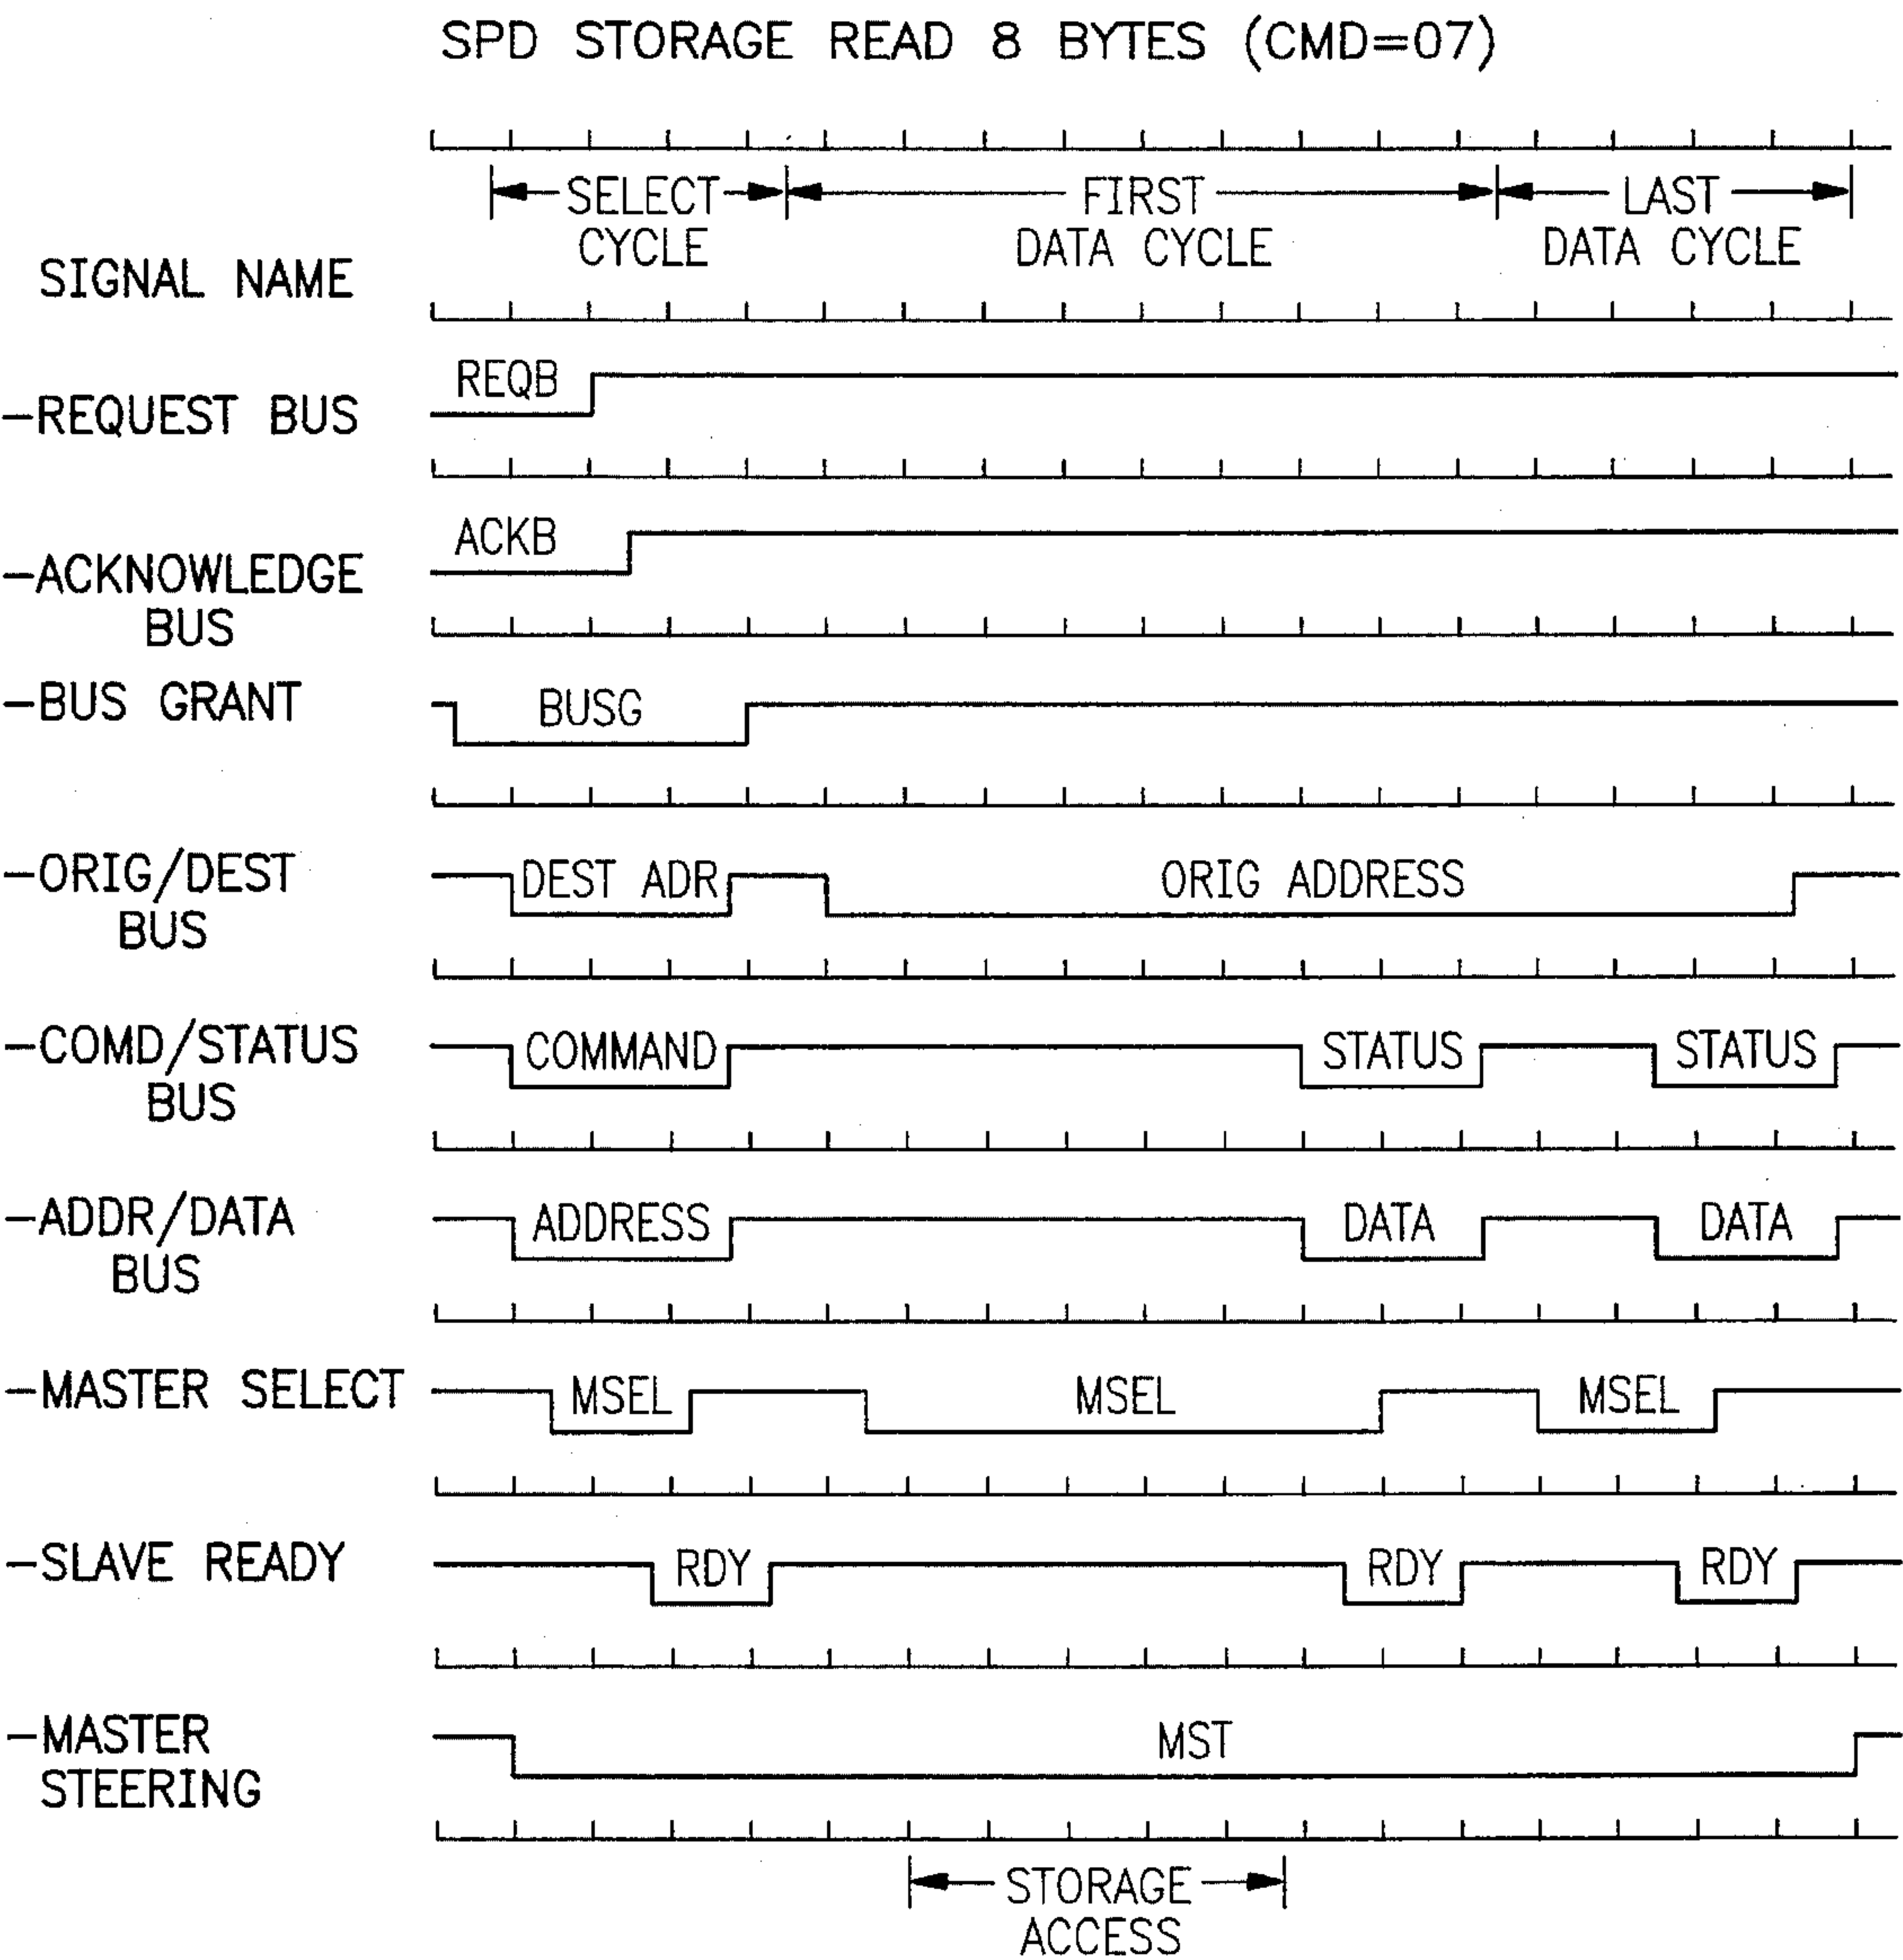 SPD STORAGE READ 8 BYTES (CMD=07)
SELECT CYCLE
FIRST DATA CYCLE
LAST DATA CYCLE
SIGNAL NAME
-REQUEST BUS
REQB
-ACKNOWLEDGE BUS
ACKB
-BUS GRANT
BUSG
-ORIG/DEST BUS
DEST ADR
ORIG ADDRESS
-COMD/STATUS BUS
COMMAND
STATUS
STATUS
-ADDR/DATA BUS
ADDRESS
DATA
DATA
-MASTER SELECT
MSEL
MSEL
MSEL
-SLAVE READY
RDY
RDY
RDY
-MASTER STEERING
MST
STORAGE ACCESS